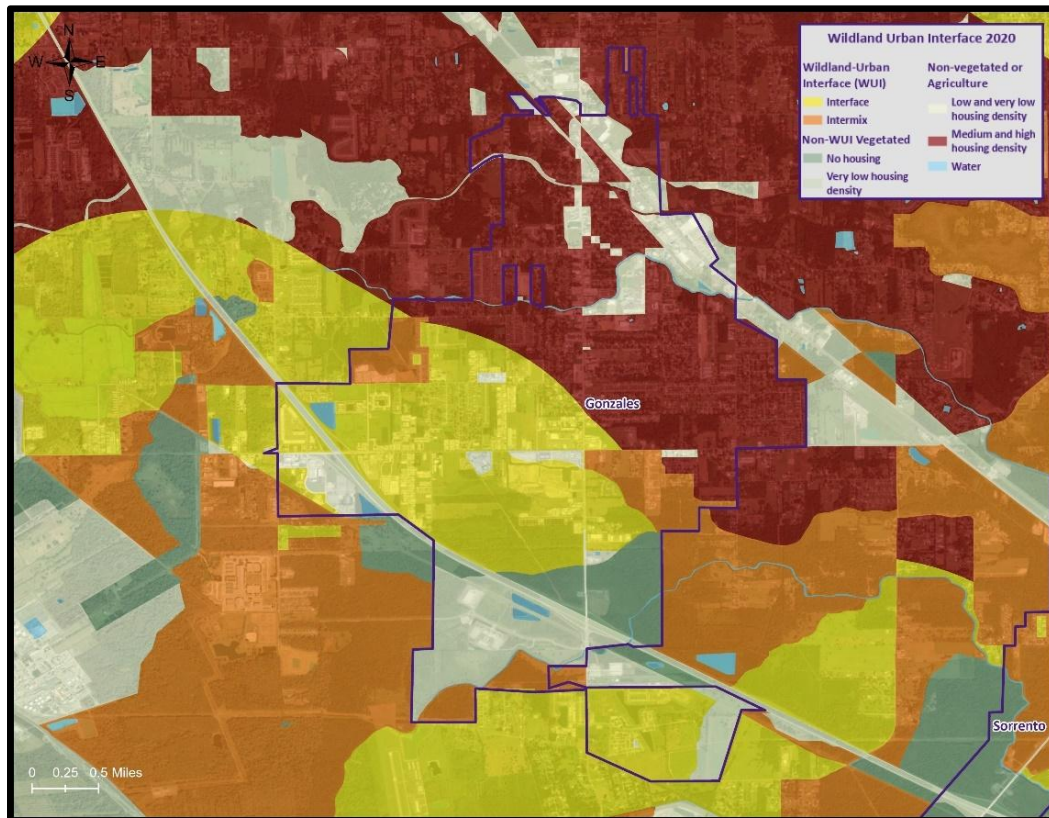 N
W E
S
Wildland Urban Interface 2020
Wildland-Urban
Interface (WUI)
Interface
Intermix
Non-WUI Vegetated
No housing
Very low housing
density
Non-vegetated or
Agriculture
Low and very low
housing density
Medium and high
housing density
Water
Gonzales
Sorrento
0 0.25 0.5 Miles